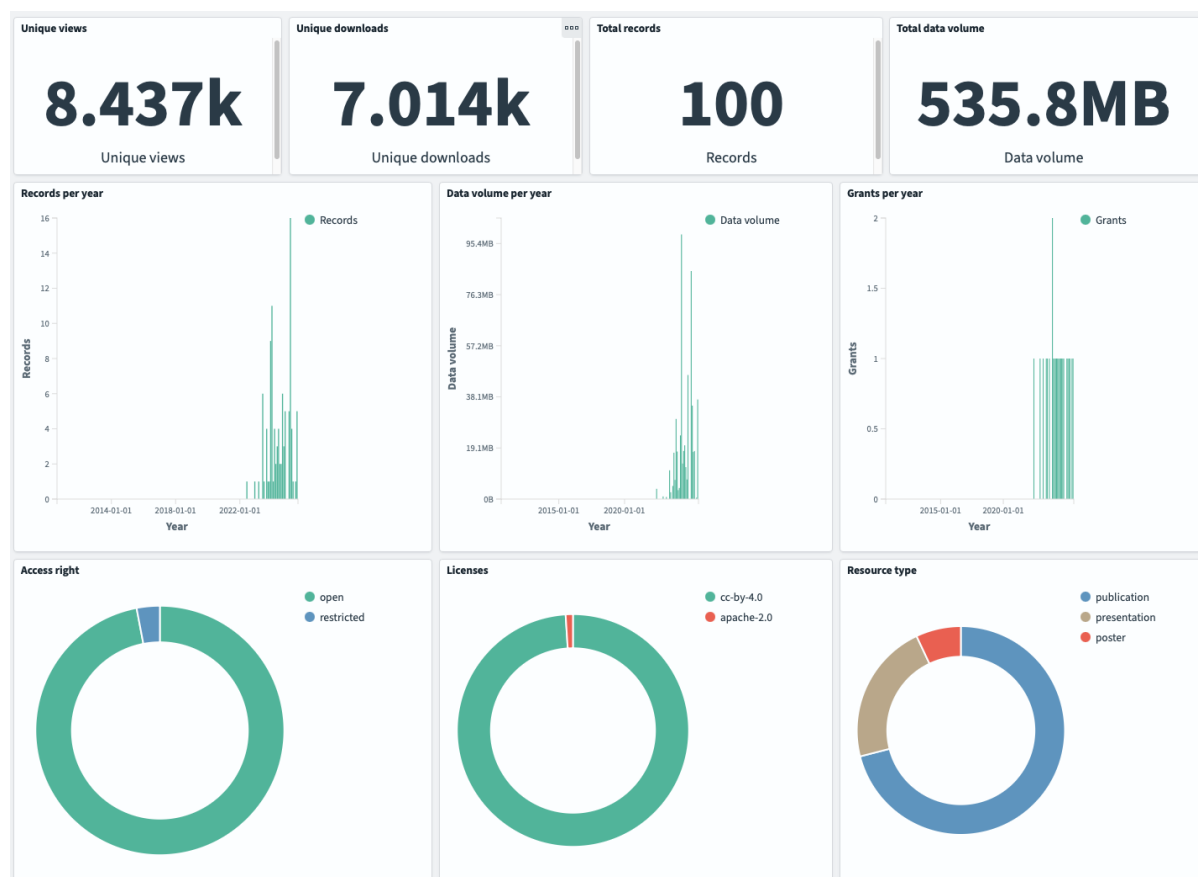 Unique views
8.437k
Unique views
Unique downloads
7.014k
Unique downloads
Total records
100
Records
Total data volume
535.8MB
Data volume
Records per year
Records
16
14
12
10
8
6
4
2
0
Records
2014-01-01
2018-01-01
2022-01-01
Year
Data volume per year
Data volume
95.4MB
76.3MB
57.2MB
38.1MB
19.1MB
0B
Data volume
2015-01-01
2020-01-01
Year
Grants per year
Grants
2
1.5
1
0.5
0
Grants
2015-01-01
2020-01-01
Year
Access right
open
restricted
Licenses
cc-by-4.0
apache-2.0
Resource type
publication
presentation
poster